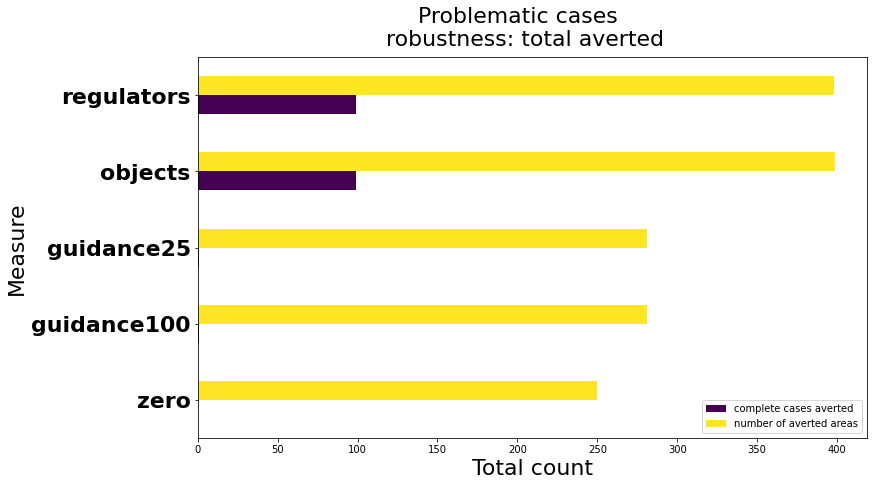 Problematic cases
robustness: total averted
Measure
regulators
objects
guidance25
guidance100
zero
0 50 100 150 200 250 300 350 400
Total count
complete cases averted
number of averted areas